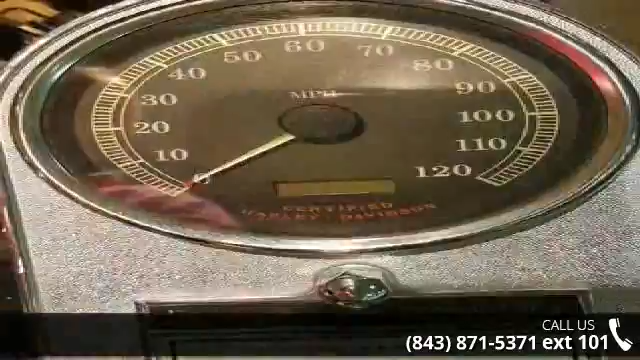 60
50 70
40 80
30 MPH 90
20 100
10 110
0 120
CERTIFIED
HARLEY-DAVIDSON
CALL US
(843) 871-5371 ext 101